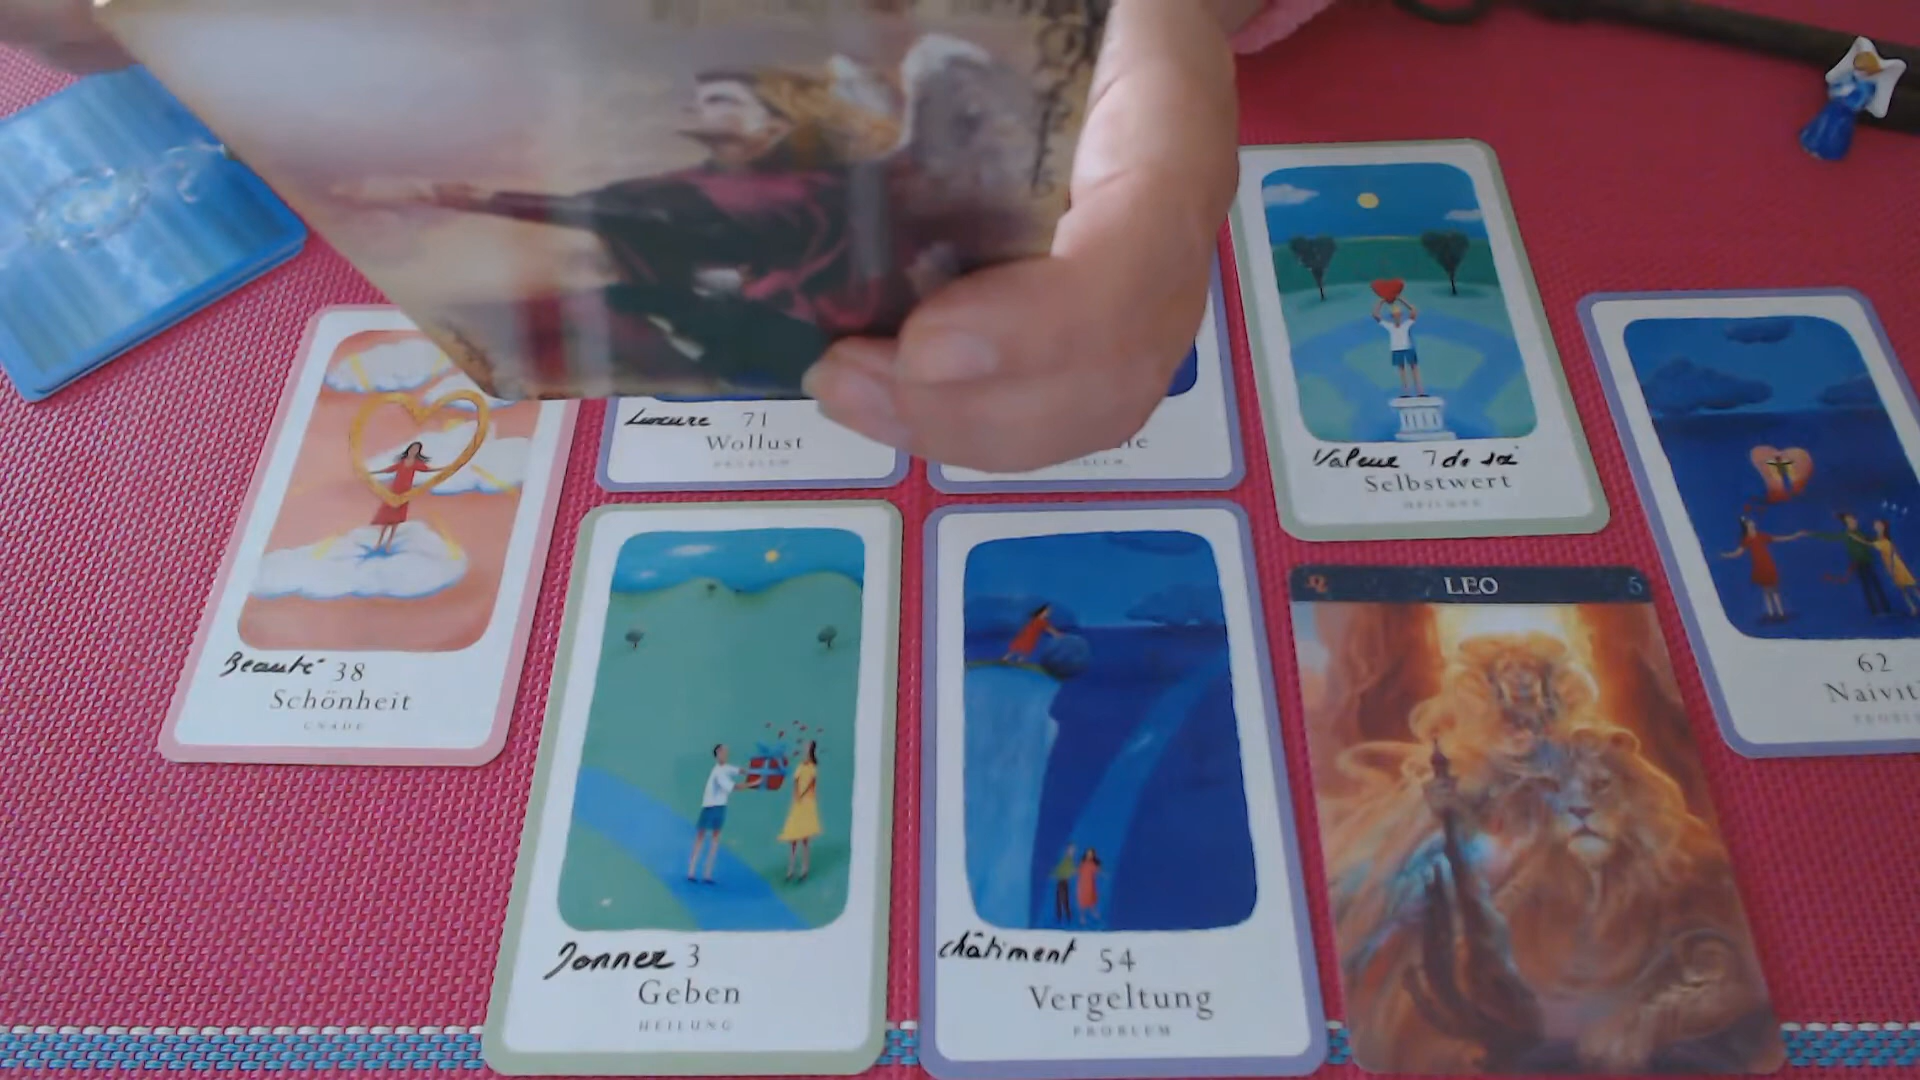 Luxure 71
Wollust
PROBLEM
PROBLEM
Valeur 7 de soi
Selbstwert
HEILUNG
Beauté 38
Schönheit
GNADE
LEO 5
62
Donner 3
Geben
HEILUNG
châtiment 54
Vergeltung
PROBLEM